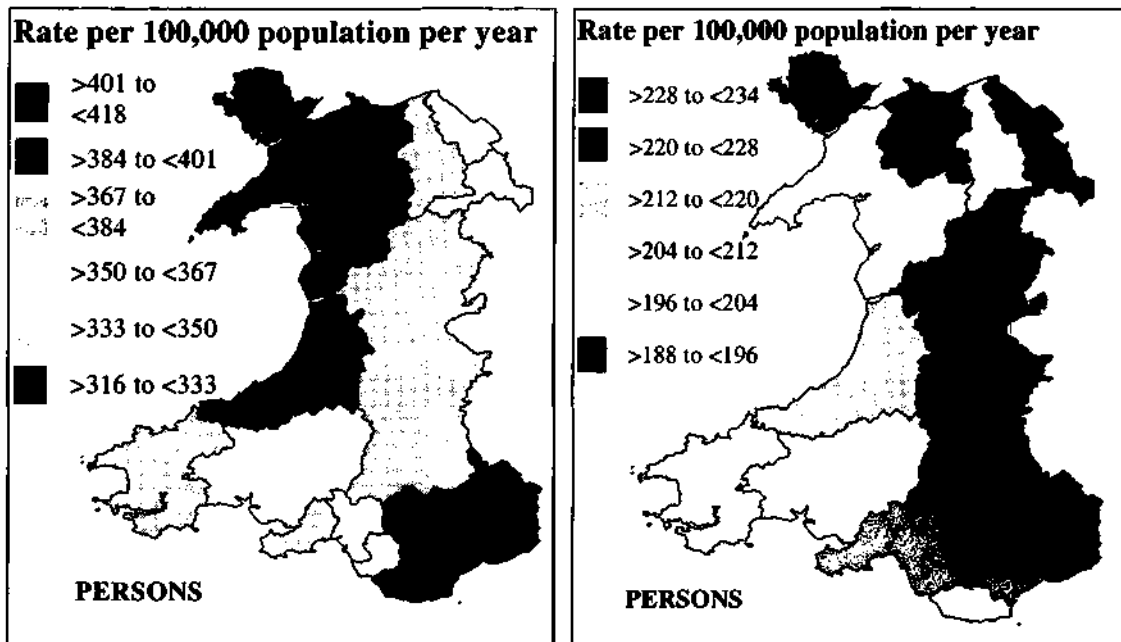 Rate per 100,000 population per year
>401 to
<418
>384 to <401
>367 to
<384
>350 to <367
>333 to <350
>316 to <333
PERSONS
Rate per 100,000 population per year
>228 to <234
>220 to <228
>212 to <220
>204 to <212
>196 to <204
>188 to <196
PERSONS